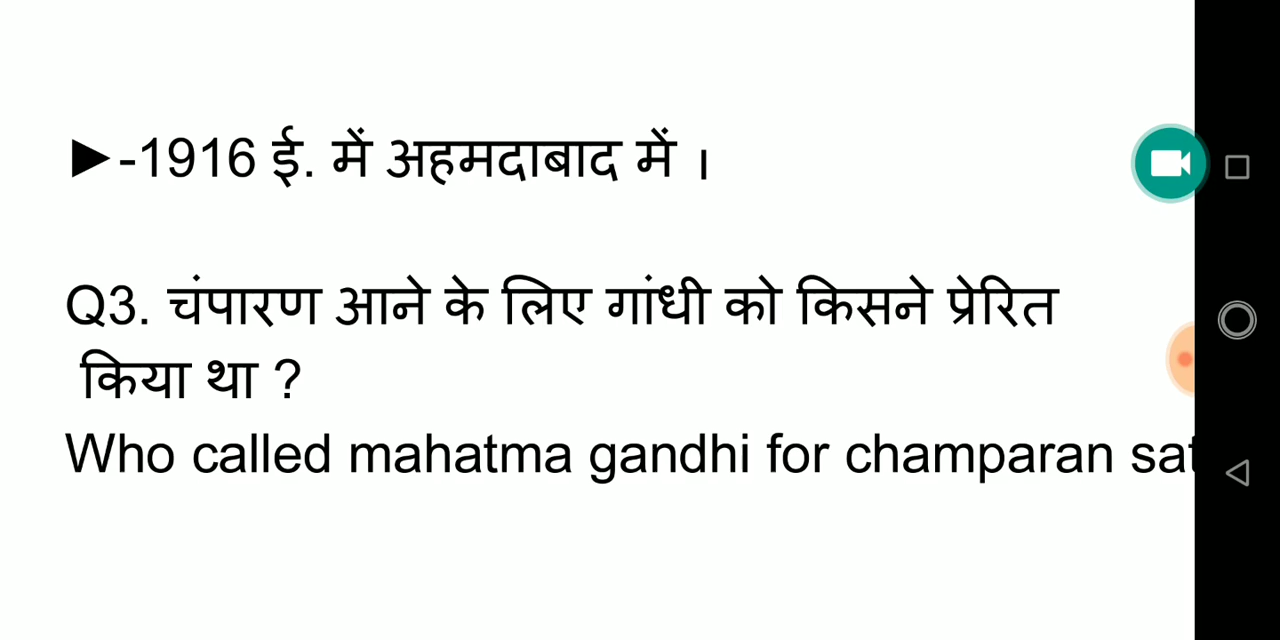 ►-1916 ई. में अहमदाबाद में ।
Q3. चंपारण आने के लिए गांधी को किसने प्रेरित
किया था ?
Who called mahatma gandhi for champaran